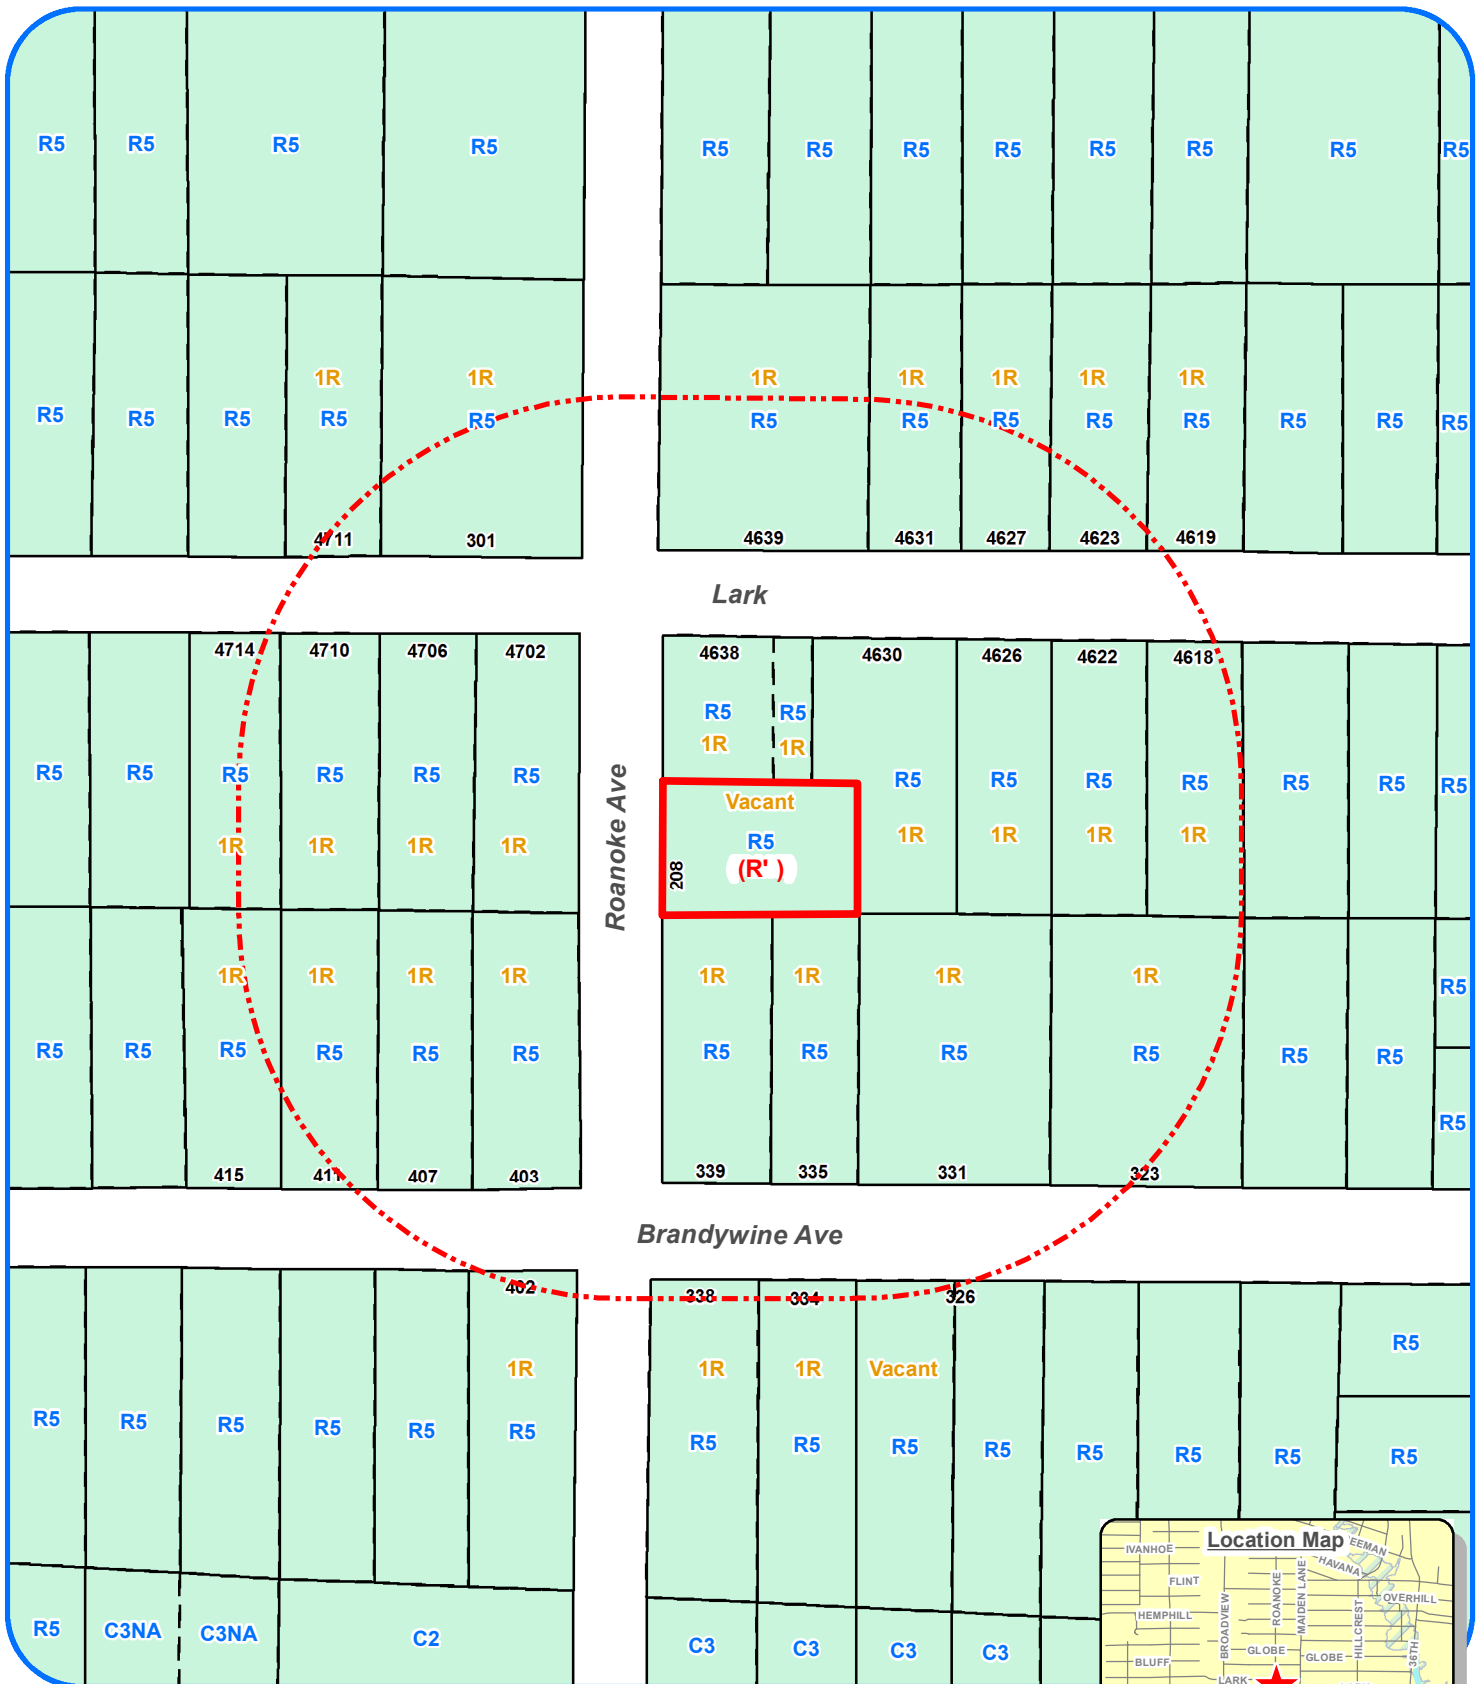 R5 R5 R5 R5 R5 R5 R5 R5 R5 R5 R5 R5
1R 1R 1R 1R 1R 1R 1R
R5 R5 R5 R5 R5 R5 R5 R5 R5 R5 R5 R5 R5
4711 301 4639 4631 4627 4623 4619
Lark
4714 4710 4706 4702 4638 4630 4626 4622 4618
R5 R5
1R 1R
R5 R5 R5 R5 R5 R5 R5 R5 R5 R5 R5 R5 R5
Vacant
1R 1R 1R 1R 1R 1R 1R 1R
R5
(R' )
208
Roanoke Ave
1R 1R 1R 1R 1R 1R 1R 1R
R5
R5 R5 R5 R5 R5 R5 R5 R5 R5 R5 R5 R5
R5
415 411 407 403 339 335 331 323
Brandywine Ave
402 338 334 326
R5
1R 1R 1R Vacant
R5 R5 R5 R5 R5 R5 R5 R5 R5 R5 R5 R5 R5 R5
R5 C3NA C3NA C2 C3 C3 C3 C3
Location Map
IVANHOE
EEMAN
HAVANA
FLINT
ROANOKE
MAIDEN LANE
OVERHILL
HEMPHILL
BROADVIEW
HILLCREST
GLOBE
GLOBE
36TH
BLUFF
LARK